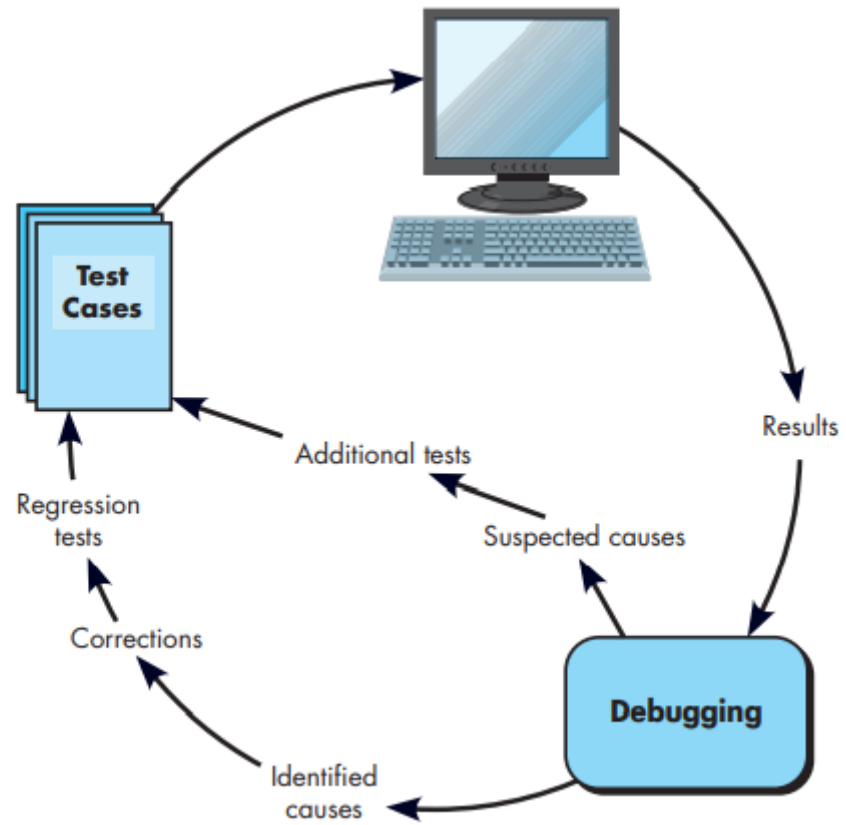 Test
Cases
Results
Additional tests
Regression
tests
Suspected causes
Corrections
Debugging
Identified
causes